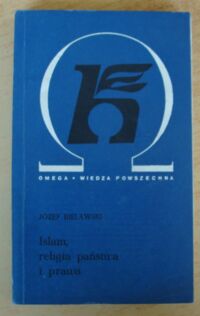 OMEGA • WIEDZA POWSZECHNA
JÓZEF BIELAWSKI
Islam,
religia państwa
i prawa